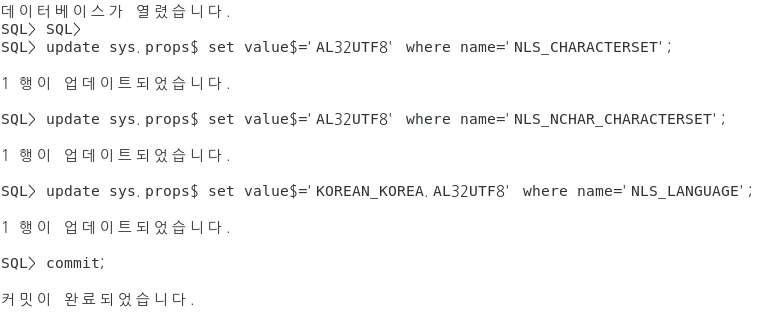 데이터베이스가 열렸습니다.
SQL> SQL>
SQL> update sys.props$ set value$='AL32UTF8' where name='NLS_CHARACTERSET';
1 행이 업데이트되었습니다.
SQL> update sys.props$ set value$='AL32UTF8' where name='NLS_NCHAR_CHARACTERSET';
1 행이 업데이트되었습니다.
SQL> update sys.props$ set value$='KOREAN_KOREA.AL32UTF8' where name='NLS_LANGUAGE';
1 행이 업데이트되었습니다.
SQL> commit;
커밋이 완료되었습니다.